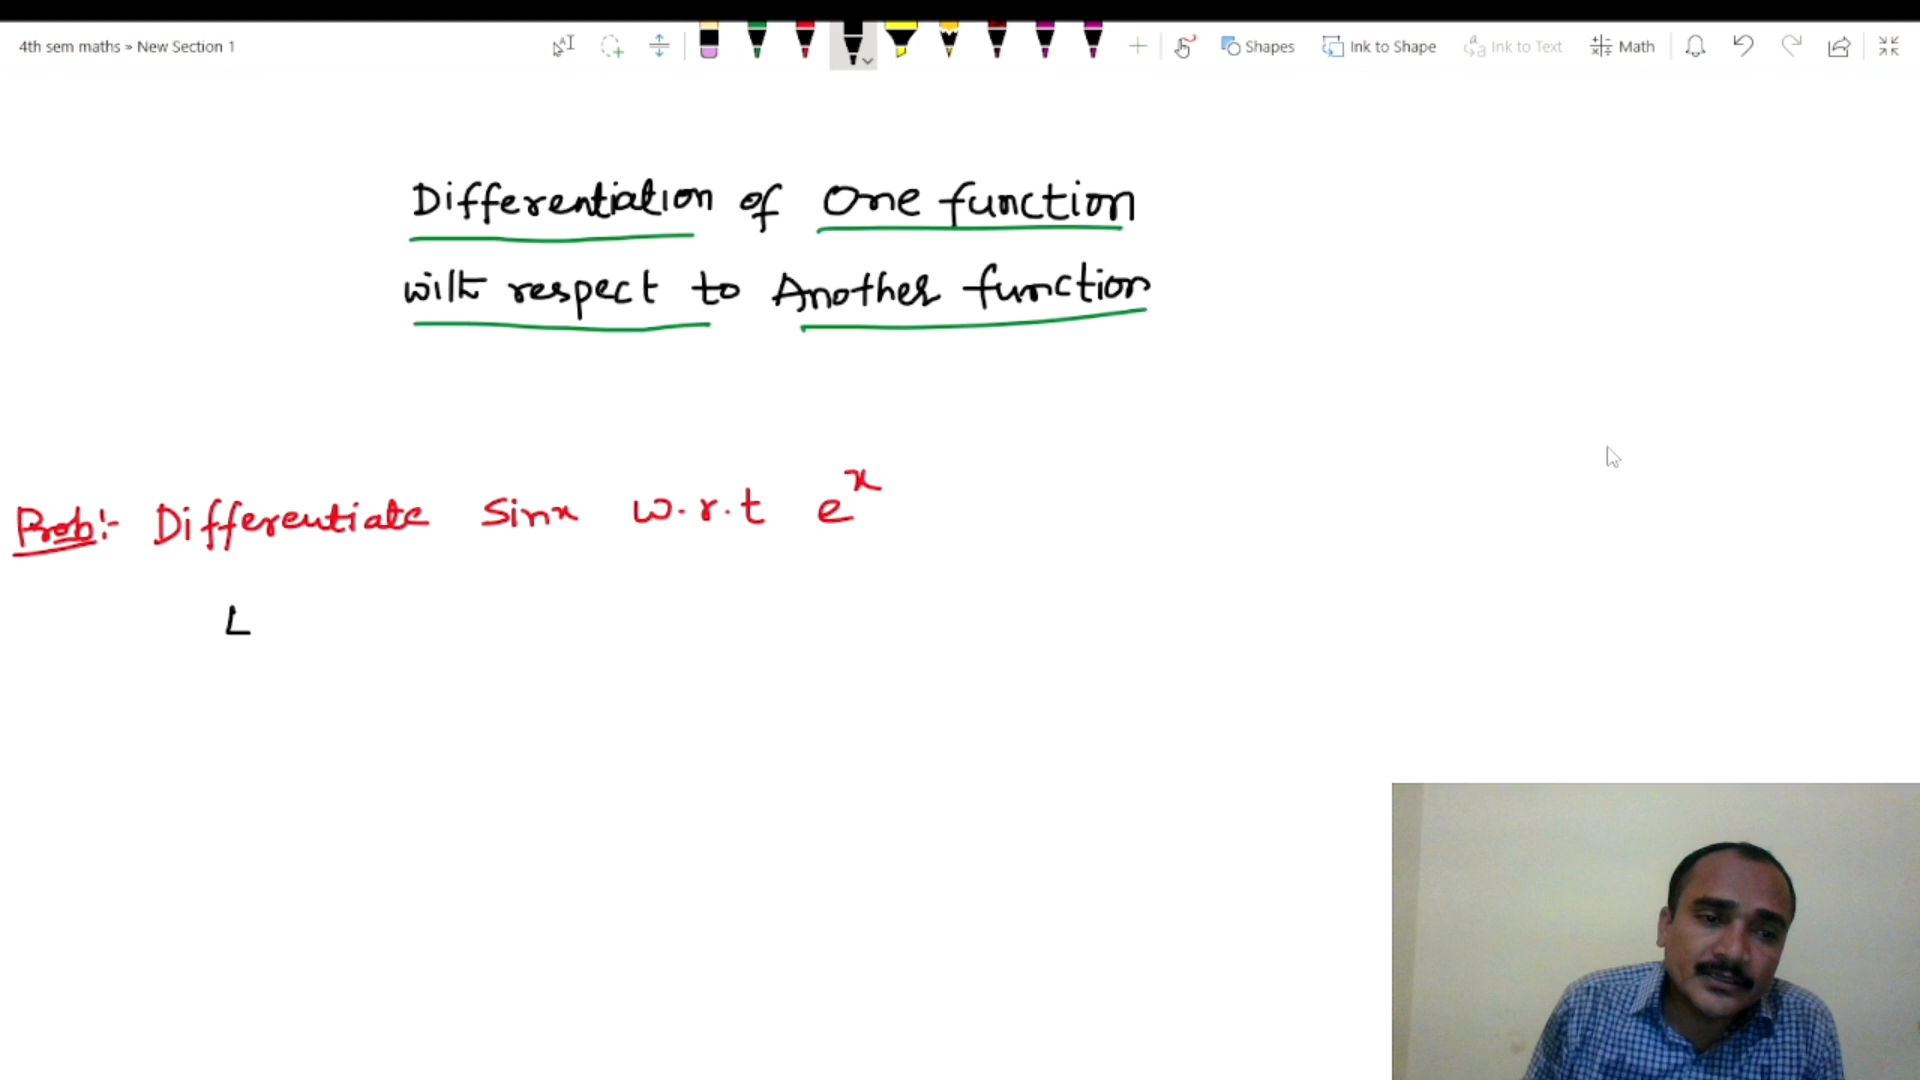 4th sem maths » New Section 1
Shapes
Ink to Shape
Ink to Text
Math
Differentiation of One function
with respect to Another function
Prob:- Differentiate Sinx w.r.t e^x
L